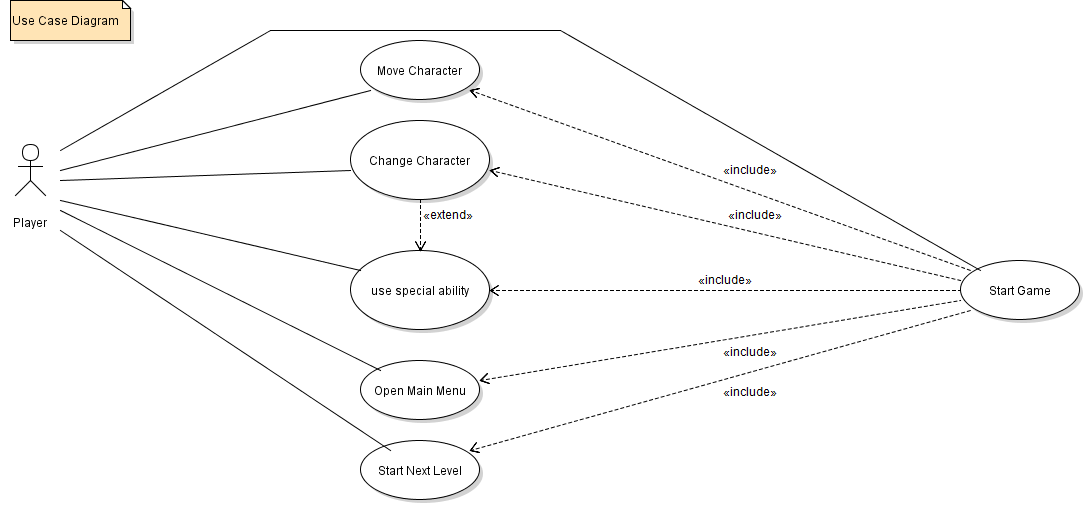 Use Case Diagram
Move Character
Change Character
«include»
«include»
«extend»
Player
«include»
use special ability
Start Game
«include»
Open Main Menu
«include»
Start Next Level